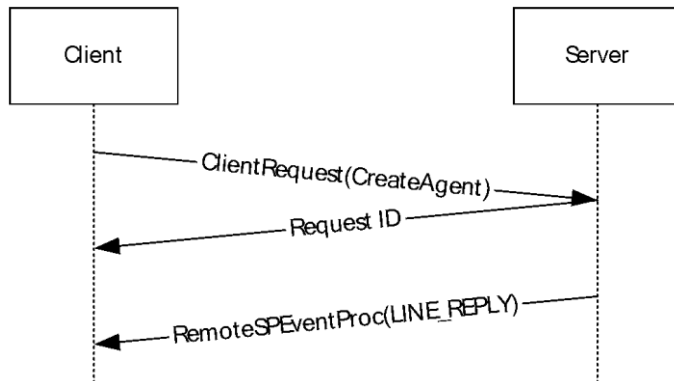 Client
Server
ClientRequest(CreateAgent)
Request ID
RemoteSPEventProc(LINE_REPLY)